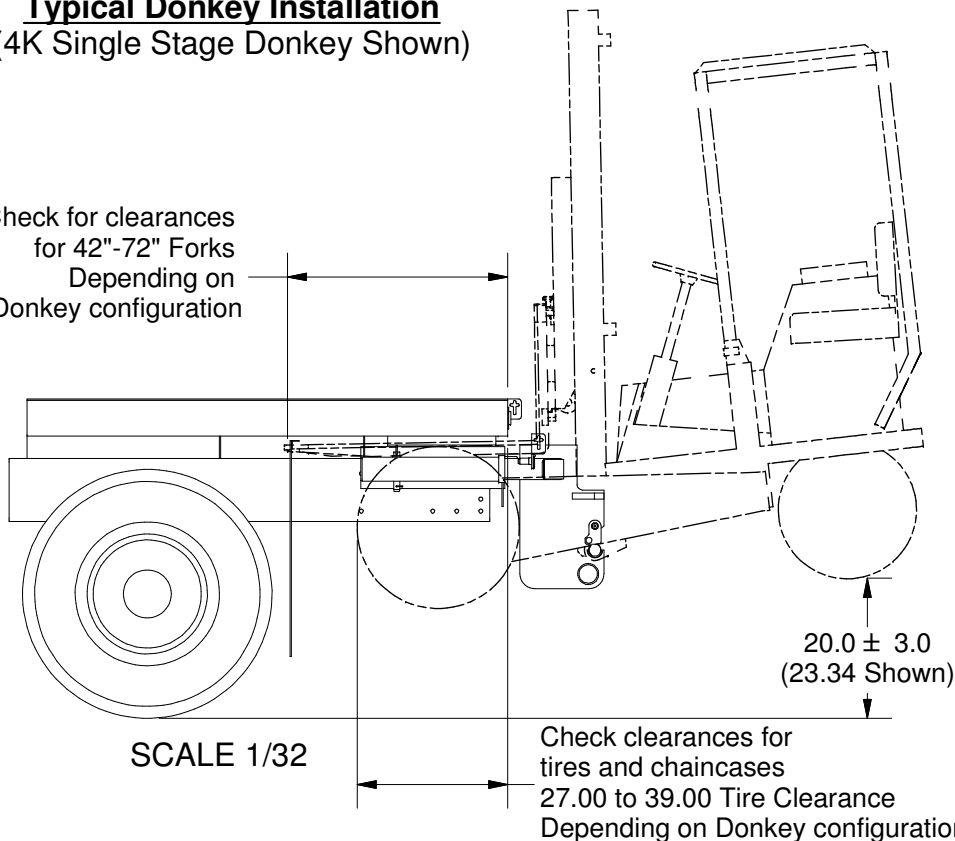 Typical Donkey Installation
(4K Single Stage Donkey Shown)
Check for clearances
for 42"-72" Forks
Depending on
Donkey configuration
20.0 ± 3.0
(23.34 Shown)
SCALE 1/32
Check clearances for
tires and chaincases
27.00 to 39.00 Tire Clearance
Depending on Donkey configuration